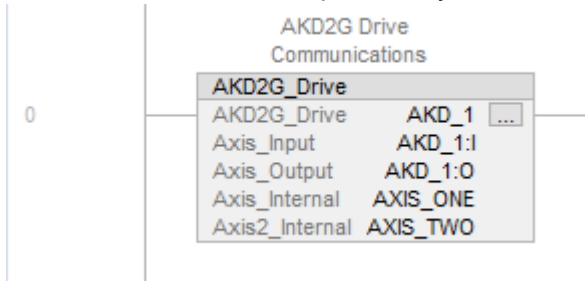 AKD2G Drive
Communications
AKD2G_Drive
0
AKD2G_Drive AKD_1 ...
Axis_Input AKD_1:I
Axis_Output AKD_1:O
Axis_Internal AXIS_ONE
Axis2_Internal AXIS_TWO